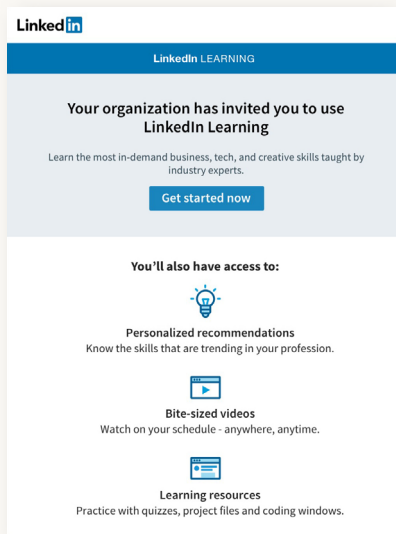 Linked in
LinkedIn LEARNING
Your organization has invited you to use
LinkedIn Learning
Learn the most in-demand business, tech, and creative skills taught by
industry experts.
Get started now
You'll also have access to:
Personalized recommendations
Know the skills that are trending in your profession.
Bite-sized videos
Watch on your schedule - anywhere, anytime.
Learning resources
Practice with quizzes, project files and coding windows.